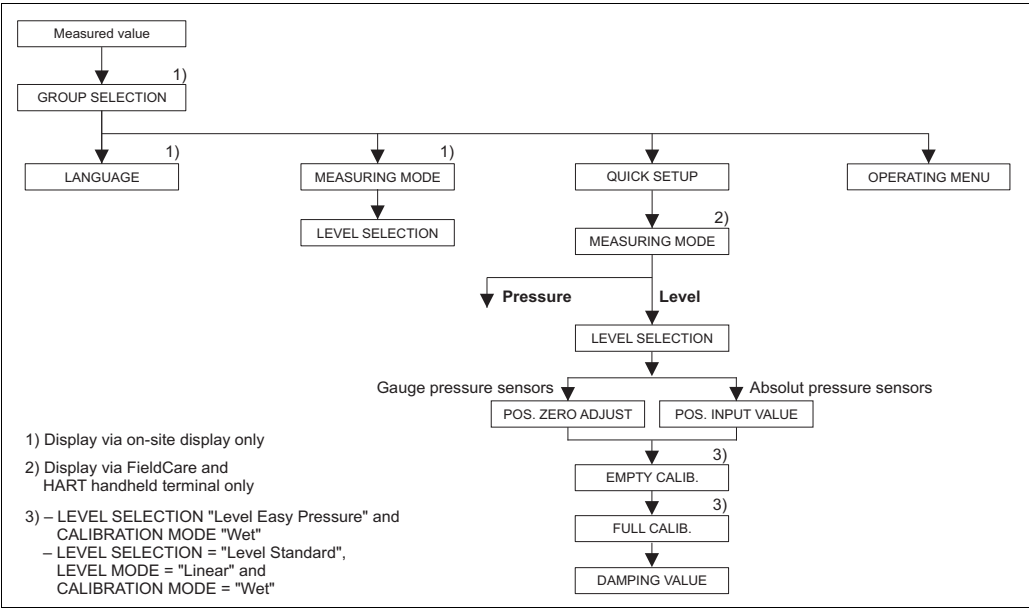 Measured value
1)
GROUP SELECTION
1)
LANGUAGE
1)
MEASURING MODE
QUICK SETUP
OPERATING MENU
LEVEL SELECTION
2)
MEASURING MODE
Pressure
Level
LEVEL SELECTION
Gauge pressure sensors
Absolut pressure sensors
POS. ZERO ADJUST
POS. INPUT VALUE
3)
EMPTY CALIB.
3)
FULL CALIB.
DAMPING VALUE
1) Display via on-site display only
2) Display via FieldCare and
HART handheld terminal only
3) – LEVEL SELECTION "Level Easy Pressure" and
CALIBRATION MODE "Wet"
– LEVEL SELECTION = "Level Standard",
LEVEL MODE = "Linear" and
CALIBRATION MODE = "Wet"